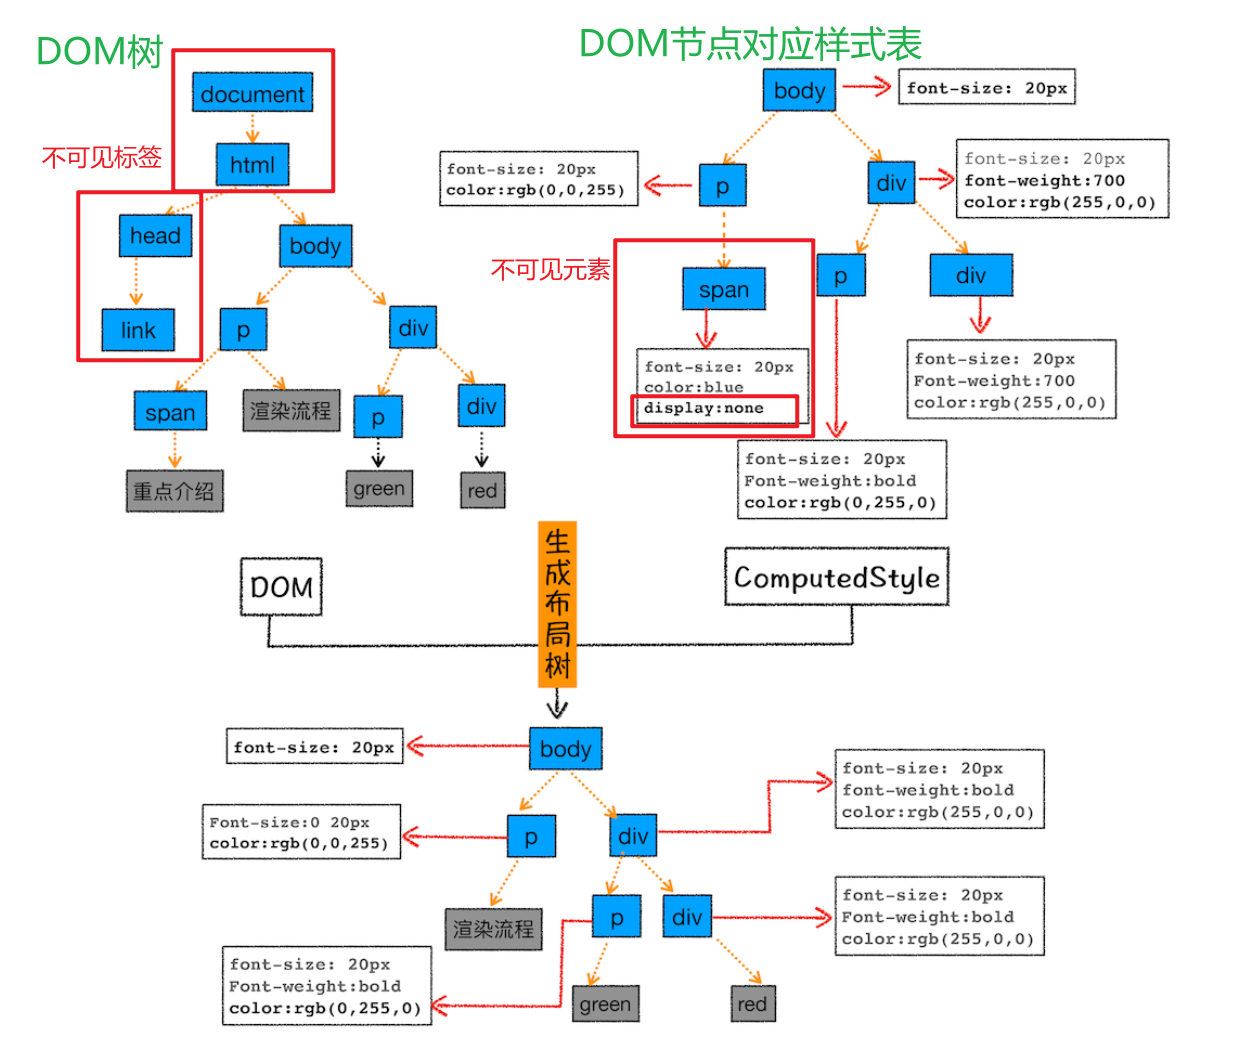 DOM树
document
不可见标签
html
head
body
link
p
div
span
渲染流程
p
div
重点介绍
green
red
DOM节点对应样式表
body
font-size: 20px
font-size: 20px
color:rgb(0,0,255)
p
div
font-size: 20px
font-weight:700
color:rgb(255,0,0)
不可见元素
span
p
div
font-size: 20px
color:blue
display:none
font-size: 20px
Font-weight:700
color:rgb(255,0,0)
font-size: 20px
Font-weight:bold
color:rgb(0,255,0)
DOM
生成布局树
ComputedStyle
body
font-size: 20px
font-size: 20px
font-weight:bold
color:rgb(255,0,0)
Font-size:0 20px
color:rgb(0,0,255)
p
div
渲染流程
p
div
font-size: 20px
Font-weight:bold
color:rgb(255,0,0)
font-size: 20px
Font-weight:bold
color:rgb(0,255,0)
green
red